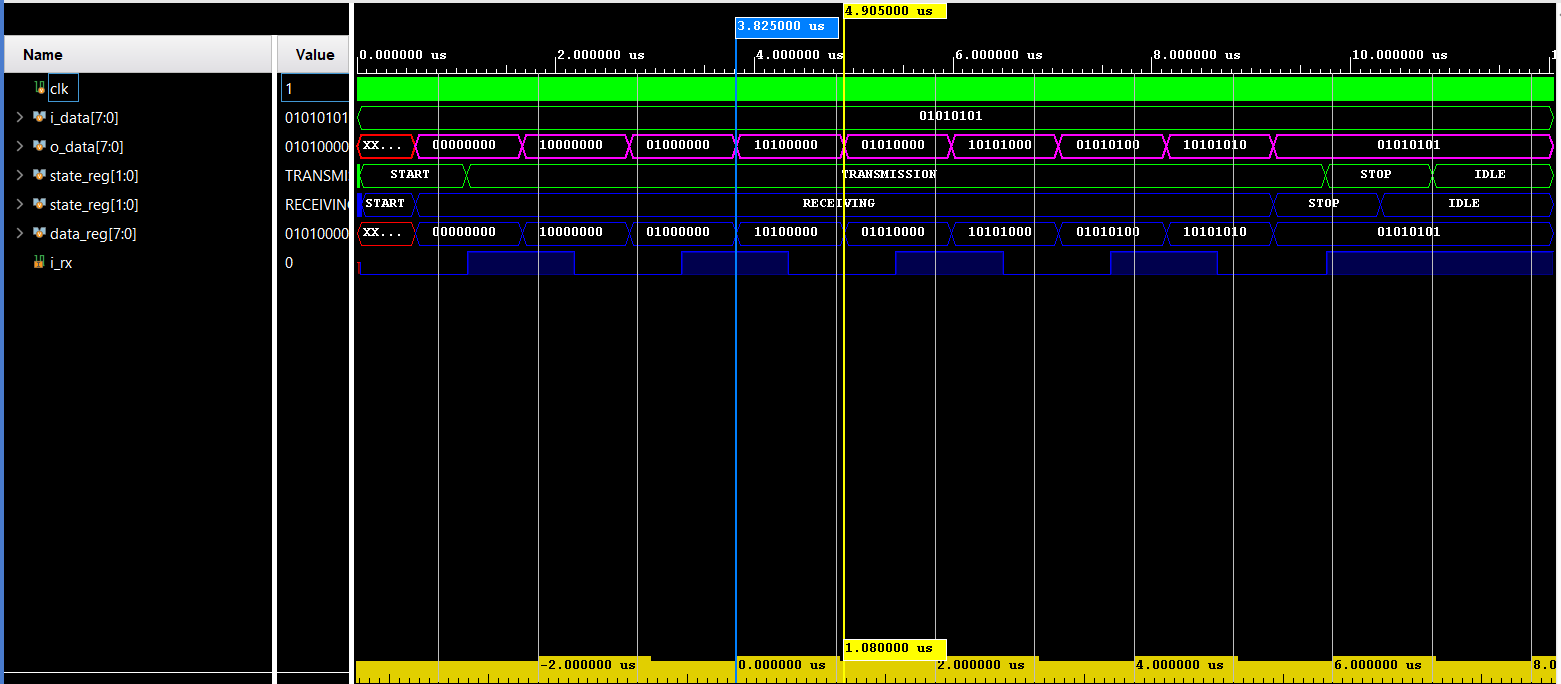 4.905000 us
3.825000 us
Name Value 0.000000 us 2.000000 us 4.000000 us 6.000000 us 8.000000 us 10.000000 us
clk 1
i_data[7:0] 01010101 01010101
o_data[7:0] 01010000 XX... 00000000 10000000 01000000 10100000 01010000 10101000 01010100 10101010 01010101
state_reg[1:0] TRANSMI START TRANSMISSION STOP IDLE
state_reg[1:0] RECEIVING START RECEIVING STOP IDLE
data_reg[7:0] 01010000 XX... 00000000 10000000 01000000 10100000 01010000 10101000 01010100 10101010 01010101
i_rx 0
1.080000 us
-2.000000 us 0.000000 us 2.000000 us 4.000000 us 6.000000 us 8.0